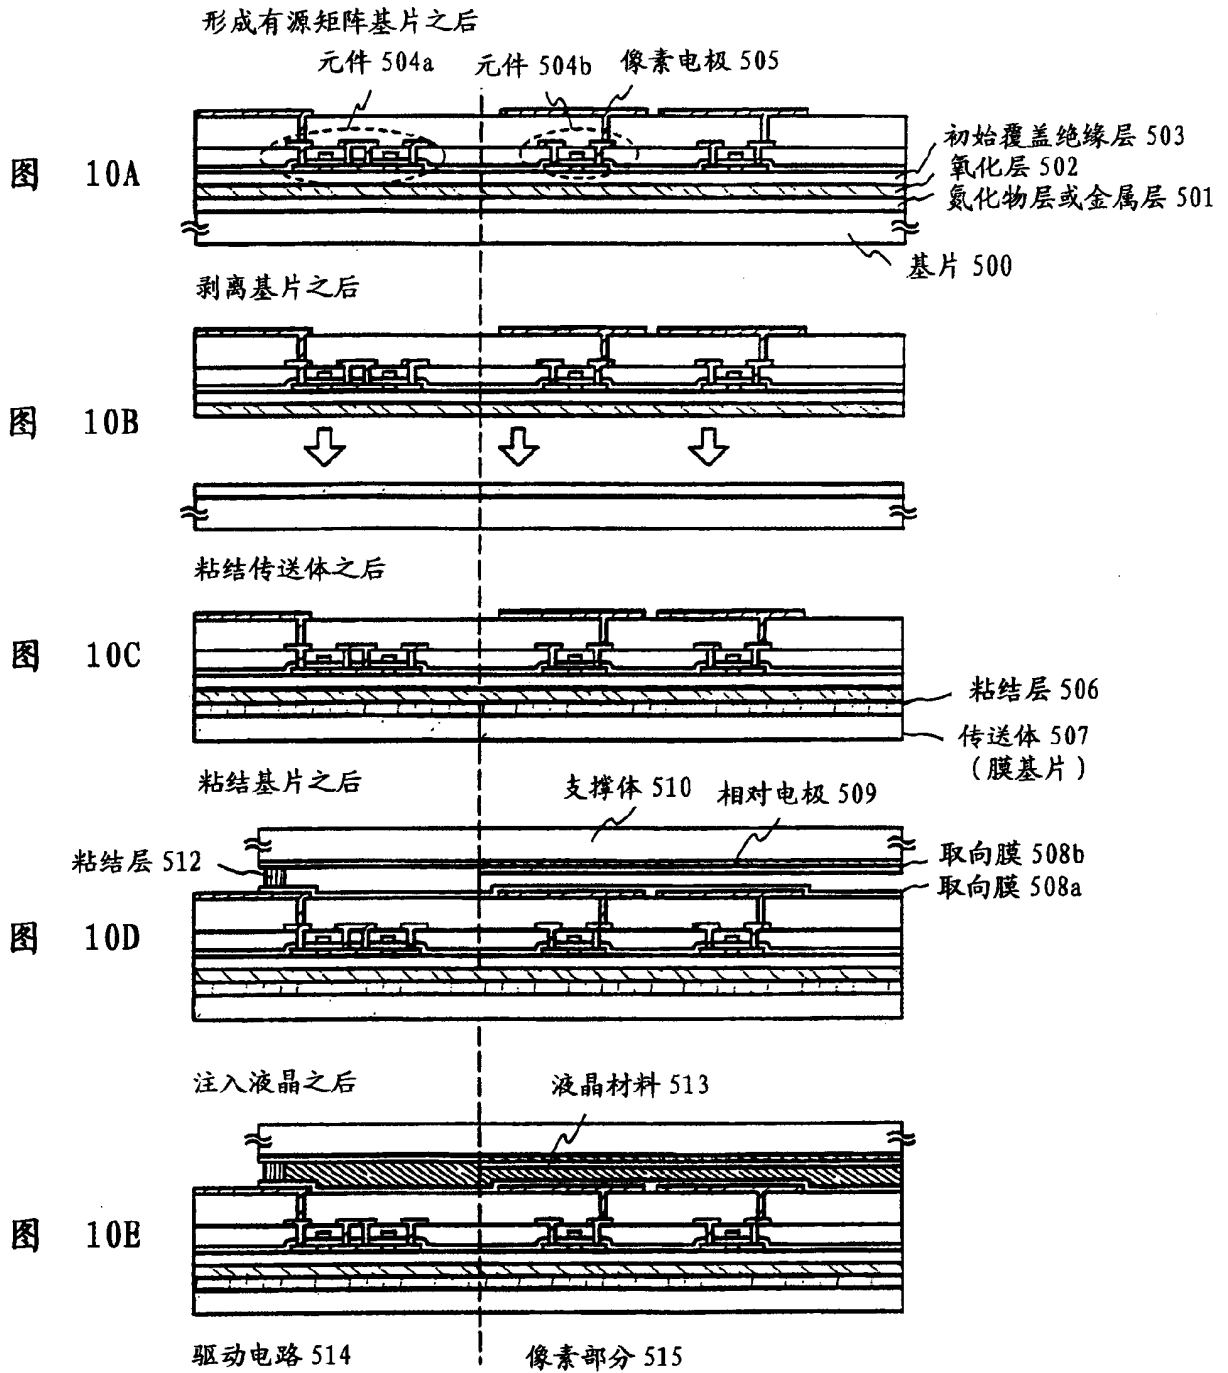 形成有源矩阵基片之后
元件 504a
元件 504b
像素电极 505
图 10A
初始覆盖绝缘层 503
氧化层 502
氮化物层或金属层 501
基片 500
剥离基片之后
图 10B
粘结传送体之后
图 10C
粘结层 506
传送体 507
（膜基片）
粘结基片之后
支撑体 510
相对电极 509
粘结层 512
取向膜 508b
取向膜 508a
图 10D
注入液晶之后
液晶材料 513
图 10E
驱动电路 514
像素部分 515